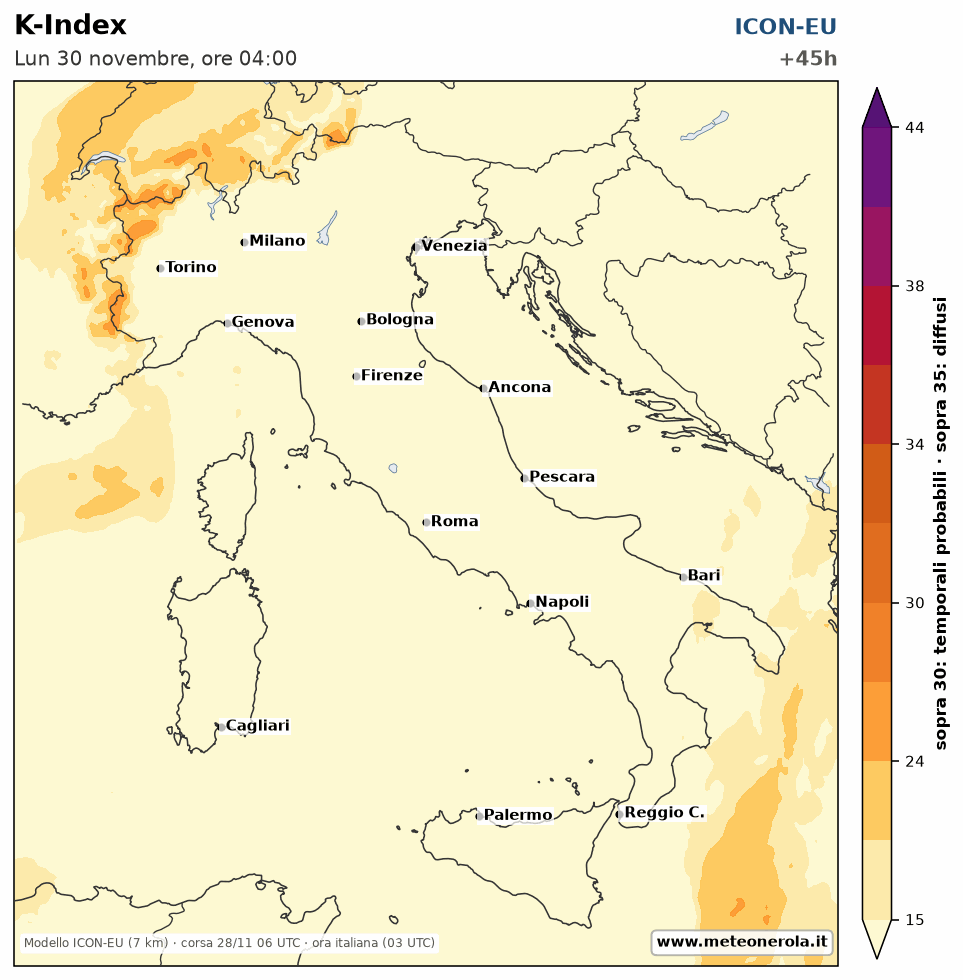 K-Index
ICON-EU
Lun 30 novembre, ore 04:00
+45h
Milano
Venezia
Torino
Genova
Bologna
Firenze
Ancona
Pescara
Roma
Bari
Napoli
Cagliari
Palermo
Reggio C.
44
38
34
30
24
15
sopra 30: temporali probabili · sopra 35: diffusi
Modello ICON-EU (7 km) · corsa 28/11 06 UTC · ora italiana (03 UTC)
www.meteonerola.it